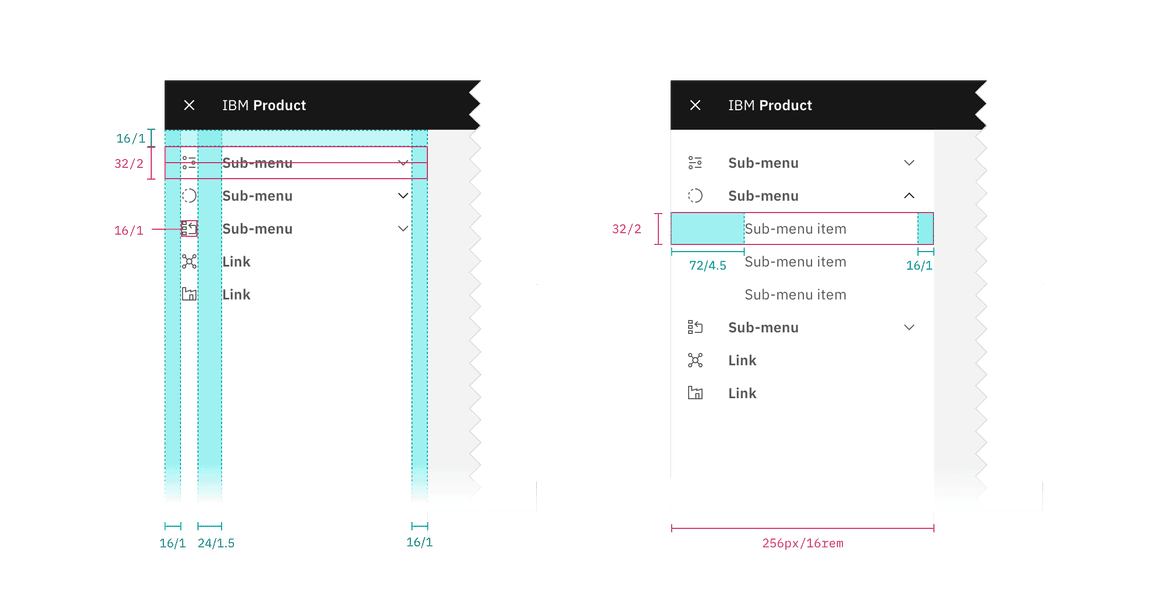 IBM Product
16/1
32/2
Sub-menu
Sub-menu
16/1
Sub-menu
Link
Link
16/1
24/1.5
16/1
IBM Product
Sub-menu
Sub-menu
32/2
Sub-menu item
72/4.5
Sub-menu item
16/1
Sub-menu item
Sub-menu
Link
Link
256px/16rem